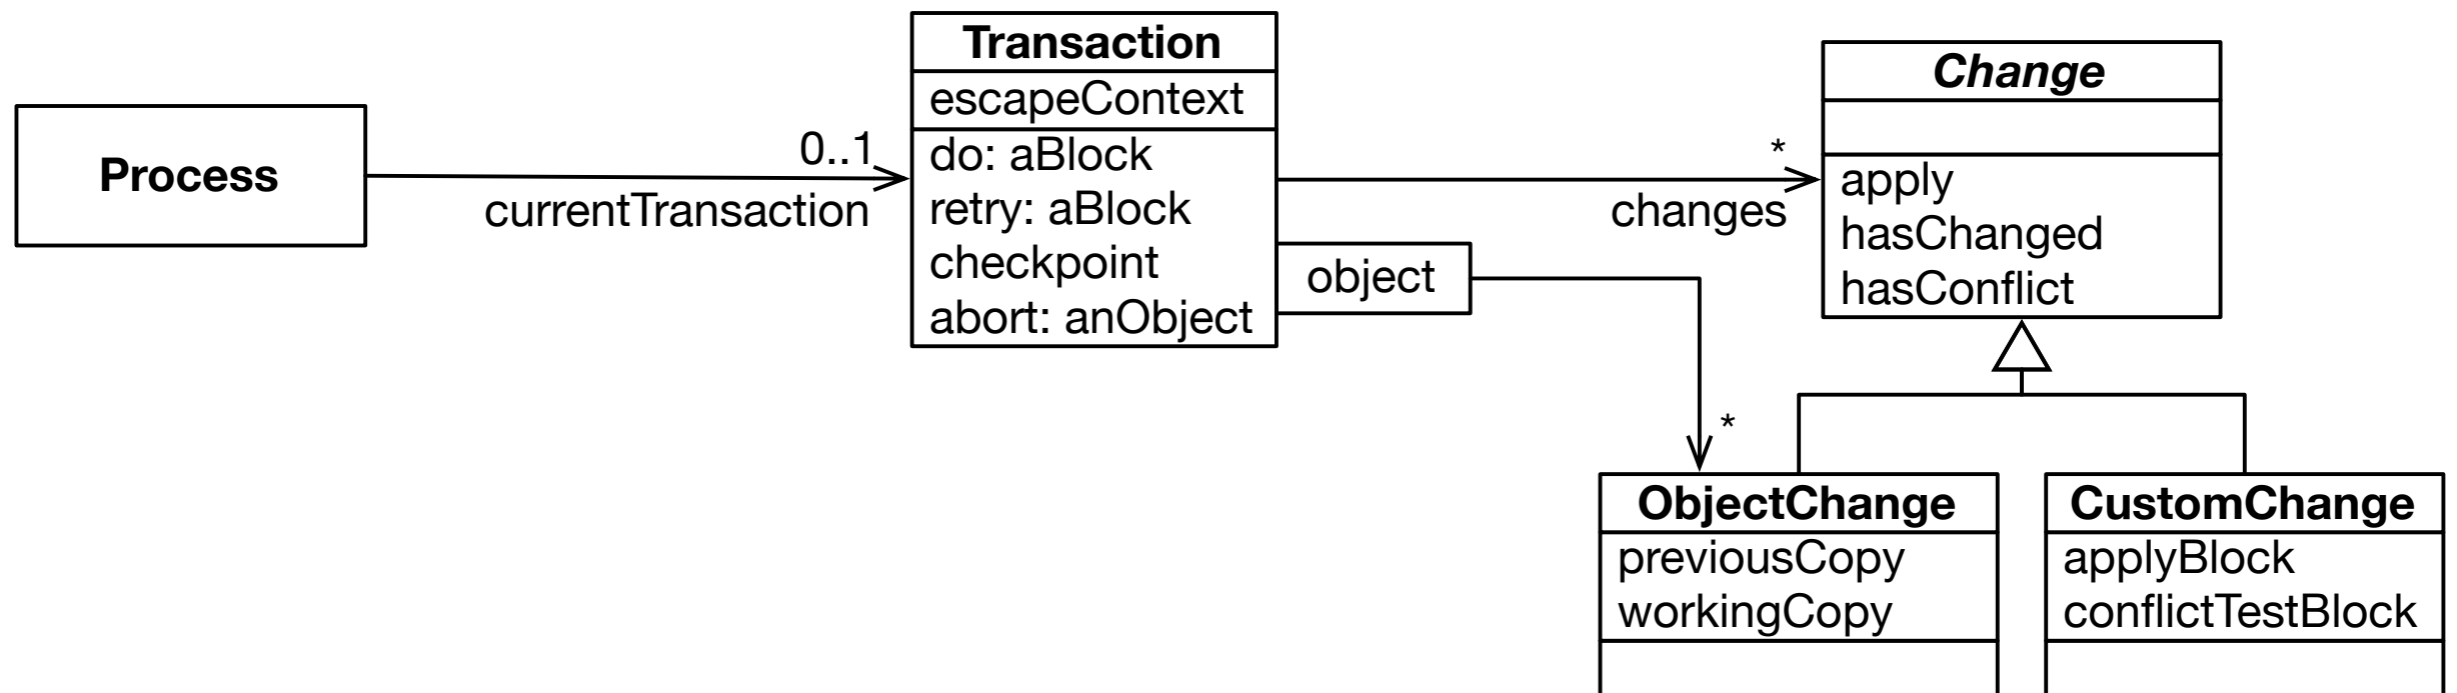 Process
0..1
currentTransaction
Transaction
escapeContext
do: aBlock
retry: aBlock
checkpoint
abort: anObject
object
*
changes
*
Change
apply
hasChanged
hasConflict
ObjectChange
previousCopy
workingCopy
CustomChange
applyBlock
conflictTestBlock